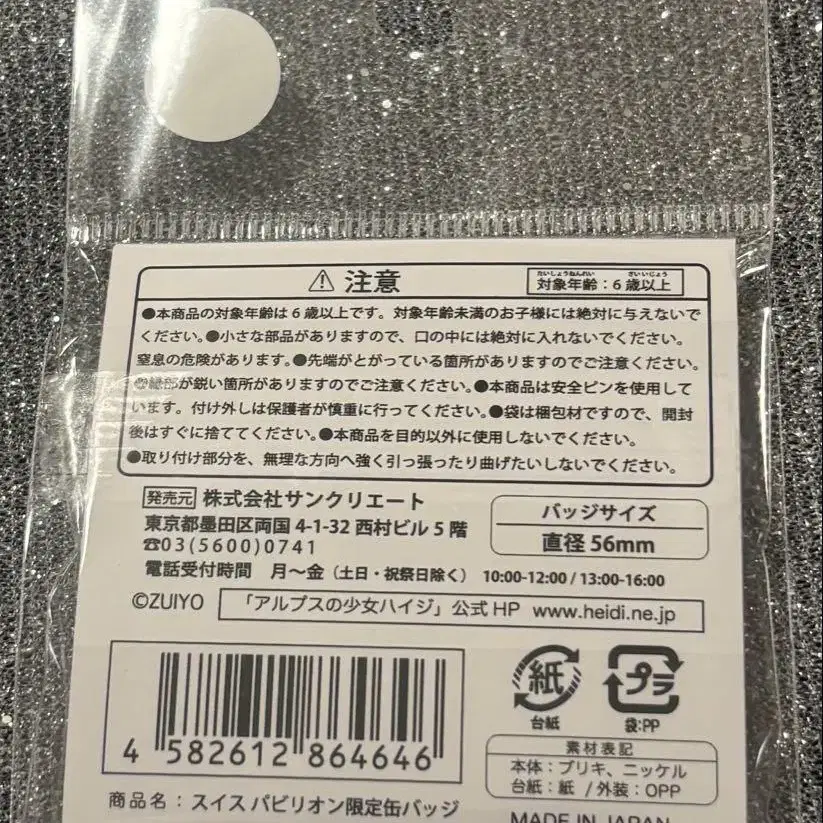 ⚠ 注意
たいしょうねんれい さいいじょう
対象年齢：6歳以上
●本商品の対象年齢は6歳以上です。対象年齢未満のお子様には絶対に与えないで
ください。●小さな部品がありますので、口の中には絶対に入れないでください。
窒息の危険があります。●先端がとがっている箇所がありますのでご注意ください。
●縁部が鋭い箇所がありますのでご注意ください。●本商品は安全ピンを使用して
います。付け外しは保護者が慎重に行ってください。●袋は梱包材ですので、開封
後はすぐに捨ててください。●本商品を目的以外に使用しないでください。
●取り付け部分を、無理な方向へ強く引っ張ったり曲げたいしないでください。
発売元 株式会社サンクリエート
東京都墨田区両国 4-1-32 西村ビル5階
☎03(5600)0741
バッジサイズ
直径56mm
電話受付時間 月～金（土日・祝祭日除く） 10:00-12:00 / 13:00-16:00
©ZUIYO 「アルプスの少女ハイジ」公式HP www.heidi.ne.jp
4 582612 864646
紙
台紙
プラ
袋:PP
素材表記
本体：ブリキ、ニッケル
台紙：紙 / 外装：OPP
商品名：スイス パビリオン限定缶バッジ
MADE IN JAPAN